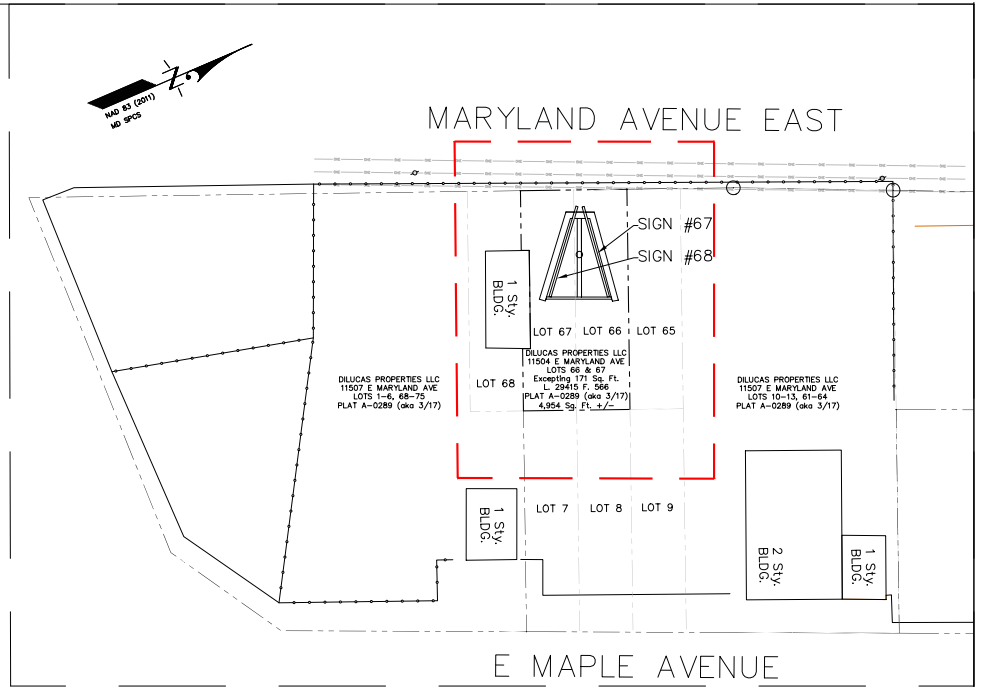 N
NAD 83 (2011)
MD SPCS
MARYLAND AVENUE EAST
SIGN #67
SIGN #68
1 Sty.
BLDG.
LOT 67
LOT 66
LOT 65
LOT 68
DILUCAS PROPERTIES LLC
11504 E MARYLAND AVE
LOTS 66 & 67
Excepting 171 Sq. Ft.
L. 29415 F. 566
PLAT A-0289 (aka 3/17)
4,954 Sq. Ft. +/-
DILUCAS PROPERTIES LLC
11507 E MARYLAND AVE
LOTS 1-6, 68-75
PLAT A-0289 (aka 3/17)
DILUCAS PROPERTIES LLC
11507 E MARYLAND AVE
LOTS 10-13, 61-64
PLAT A-0289 (aka 3/17)
1 Sty.
BLDG.
LOT 7
LOT 8
LOT 9
2 Sty.
BLDG.
1 Sty.
BLDG.
E MAPLE AVENUE